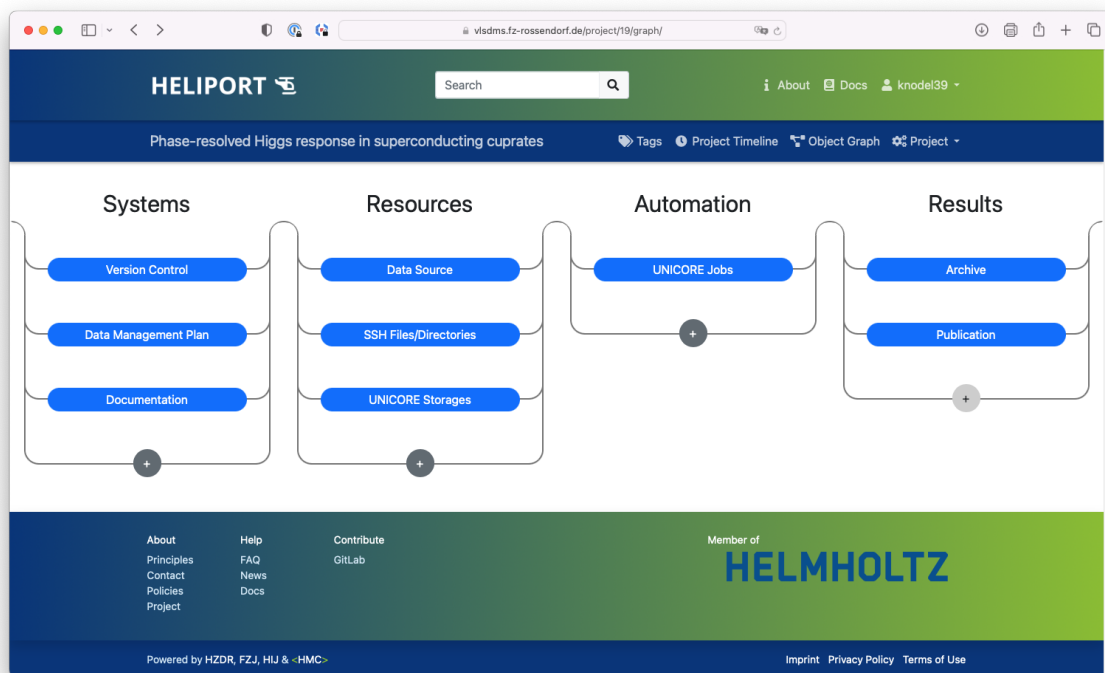 vlsdms.fz-rossendorf.de/project/19/graph/
HELIPORT
Search
About
Docs
knodel39
Phase-resolved Higgs response in superconducting cuprates
Tags
Project Timeline
Object Graph
Project
Systems
Version Control
Data Management Plan
Documentation
+
Resources
Data Source
SSH Files/Directories
UNICORE Storages
+
Automation
UNICORE Jobs
+
Results
Archive
Publication
+
About
Principles
Contact
Policies
Project
Help
FAQ
News
Docs
Contribute
GitLab
Member of
HELMHOLTZ
Powered by HZDR, FZJ, HIJ & <HMC>
Imprint Privacy Policy Terms of Use